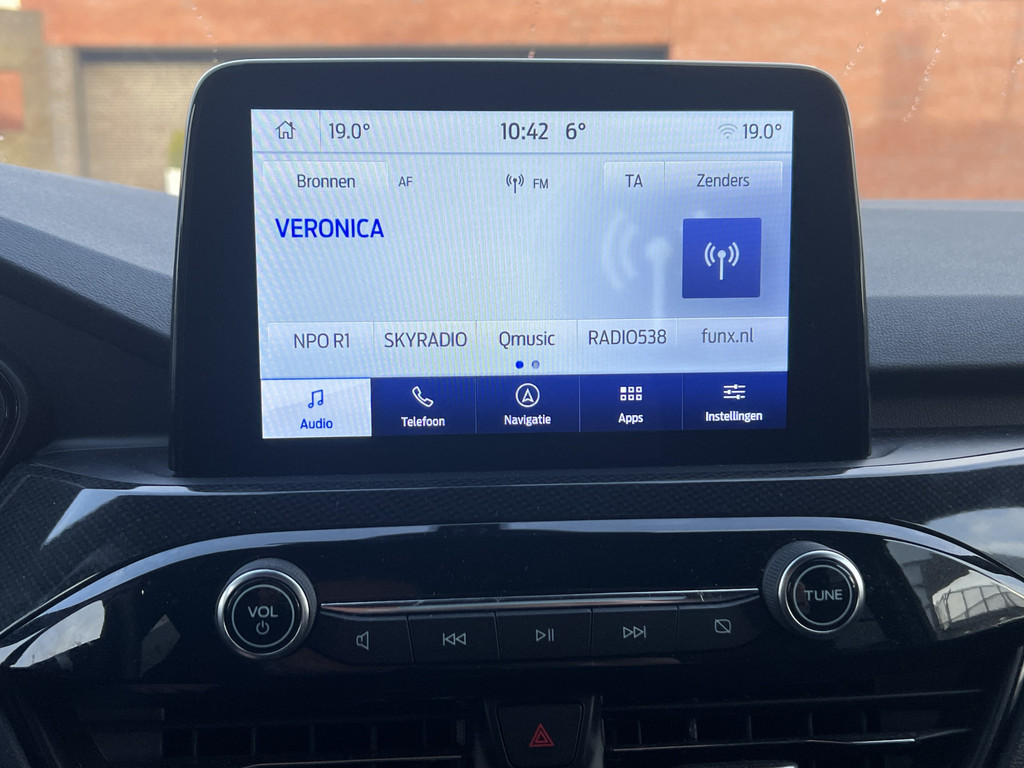 19.0° 10:42 6° 19.0°
Bronnen AF FM TA Zenders
VERONICA
NPO R1 SKYRADIO Qmusic RADIO538 funx.nl
Audio Telefoon Navigatie Apps Instellingen
VOL TUNE